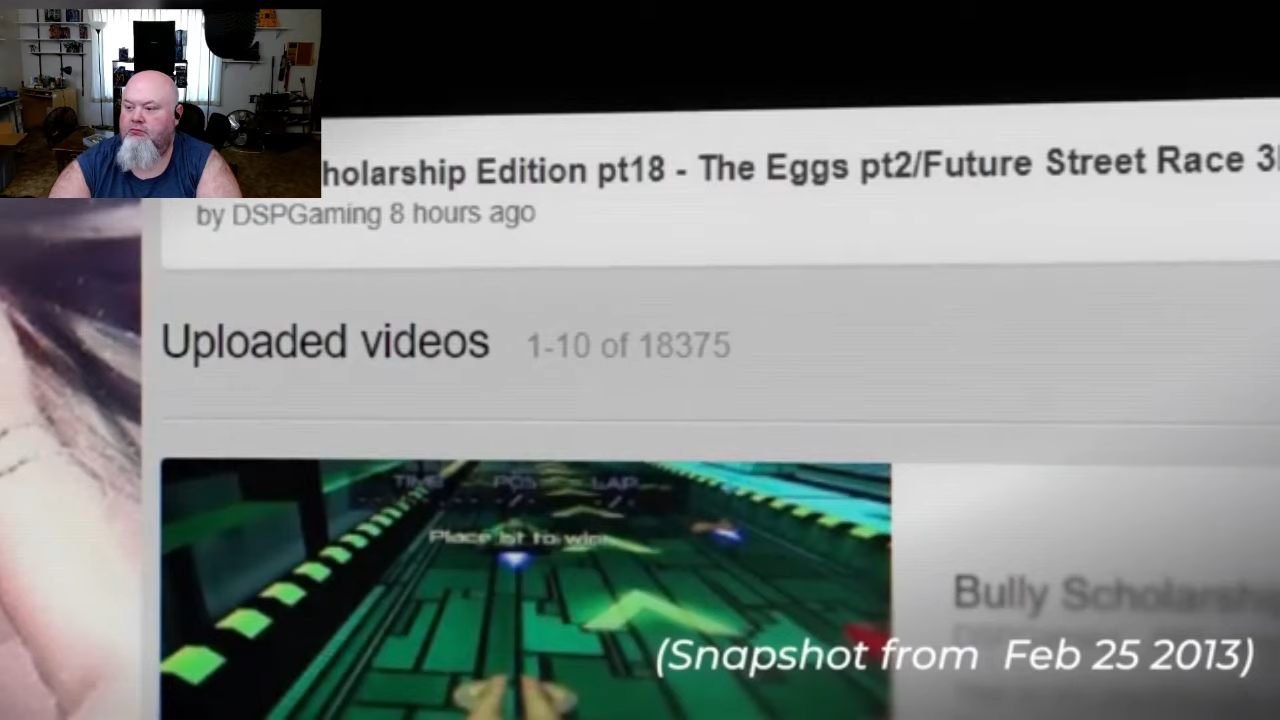 holarship Edition pt18 - The Eggs pt2/Future Street Race 3
by DSPGaming 8 hours ago
Uploaded videos 1-10 of 18375
TIME POS LAP
Place 1st to win
Bully Scholarsh
(Snapshot from Feb 25 2013)